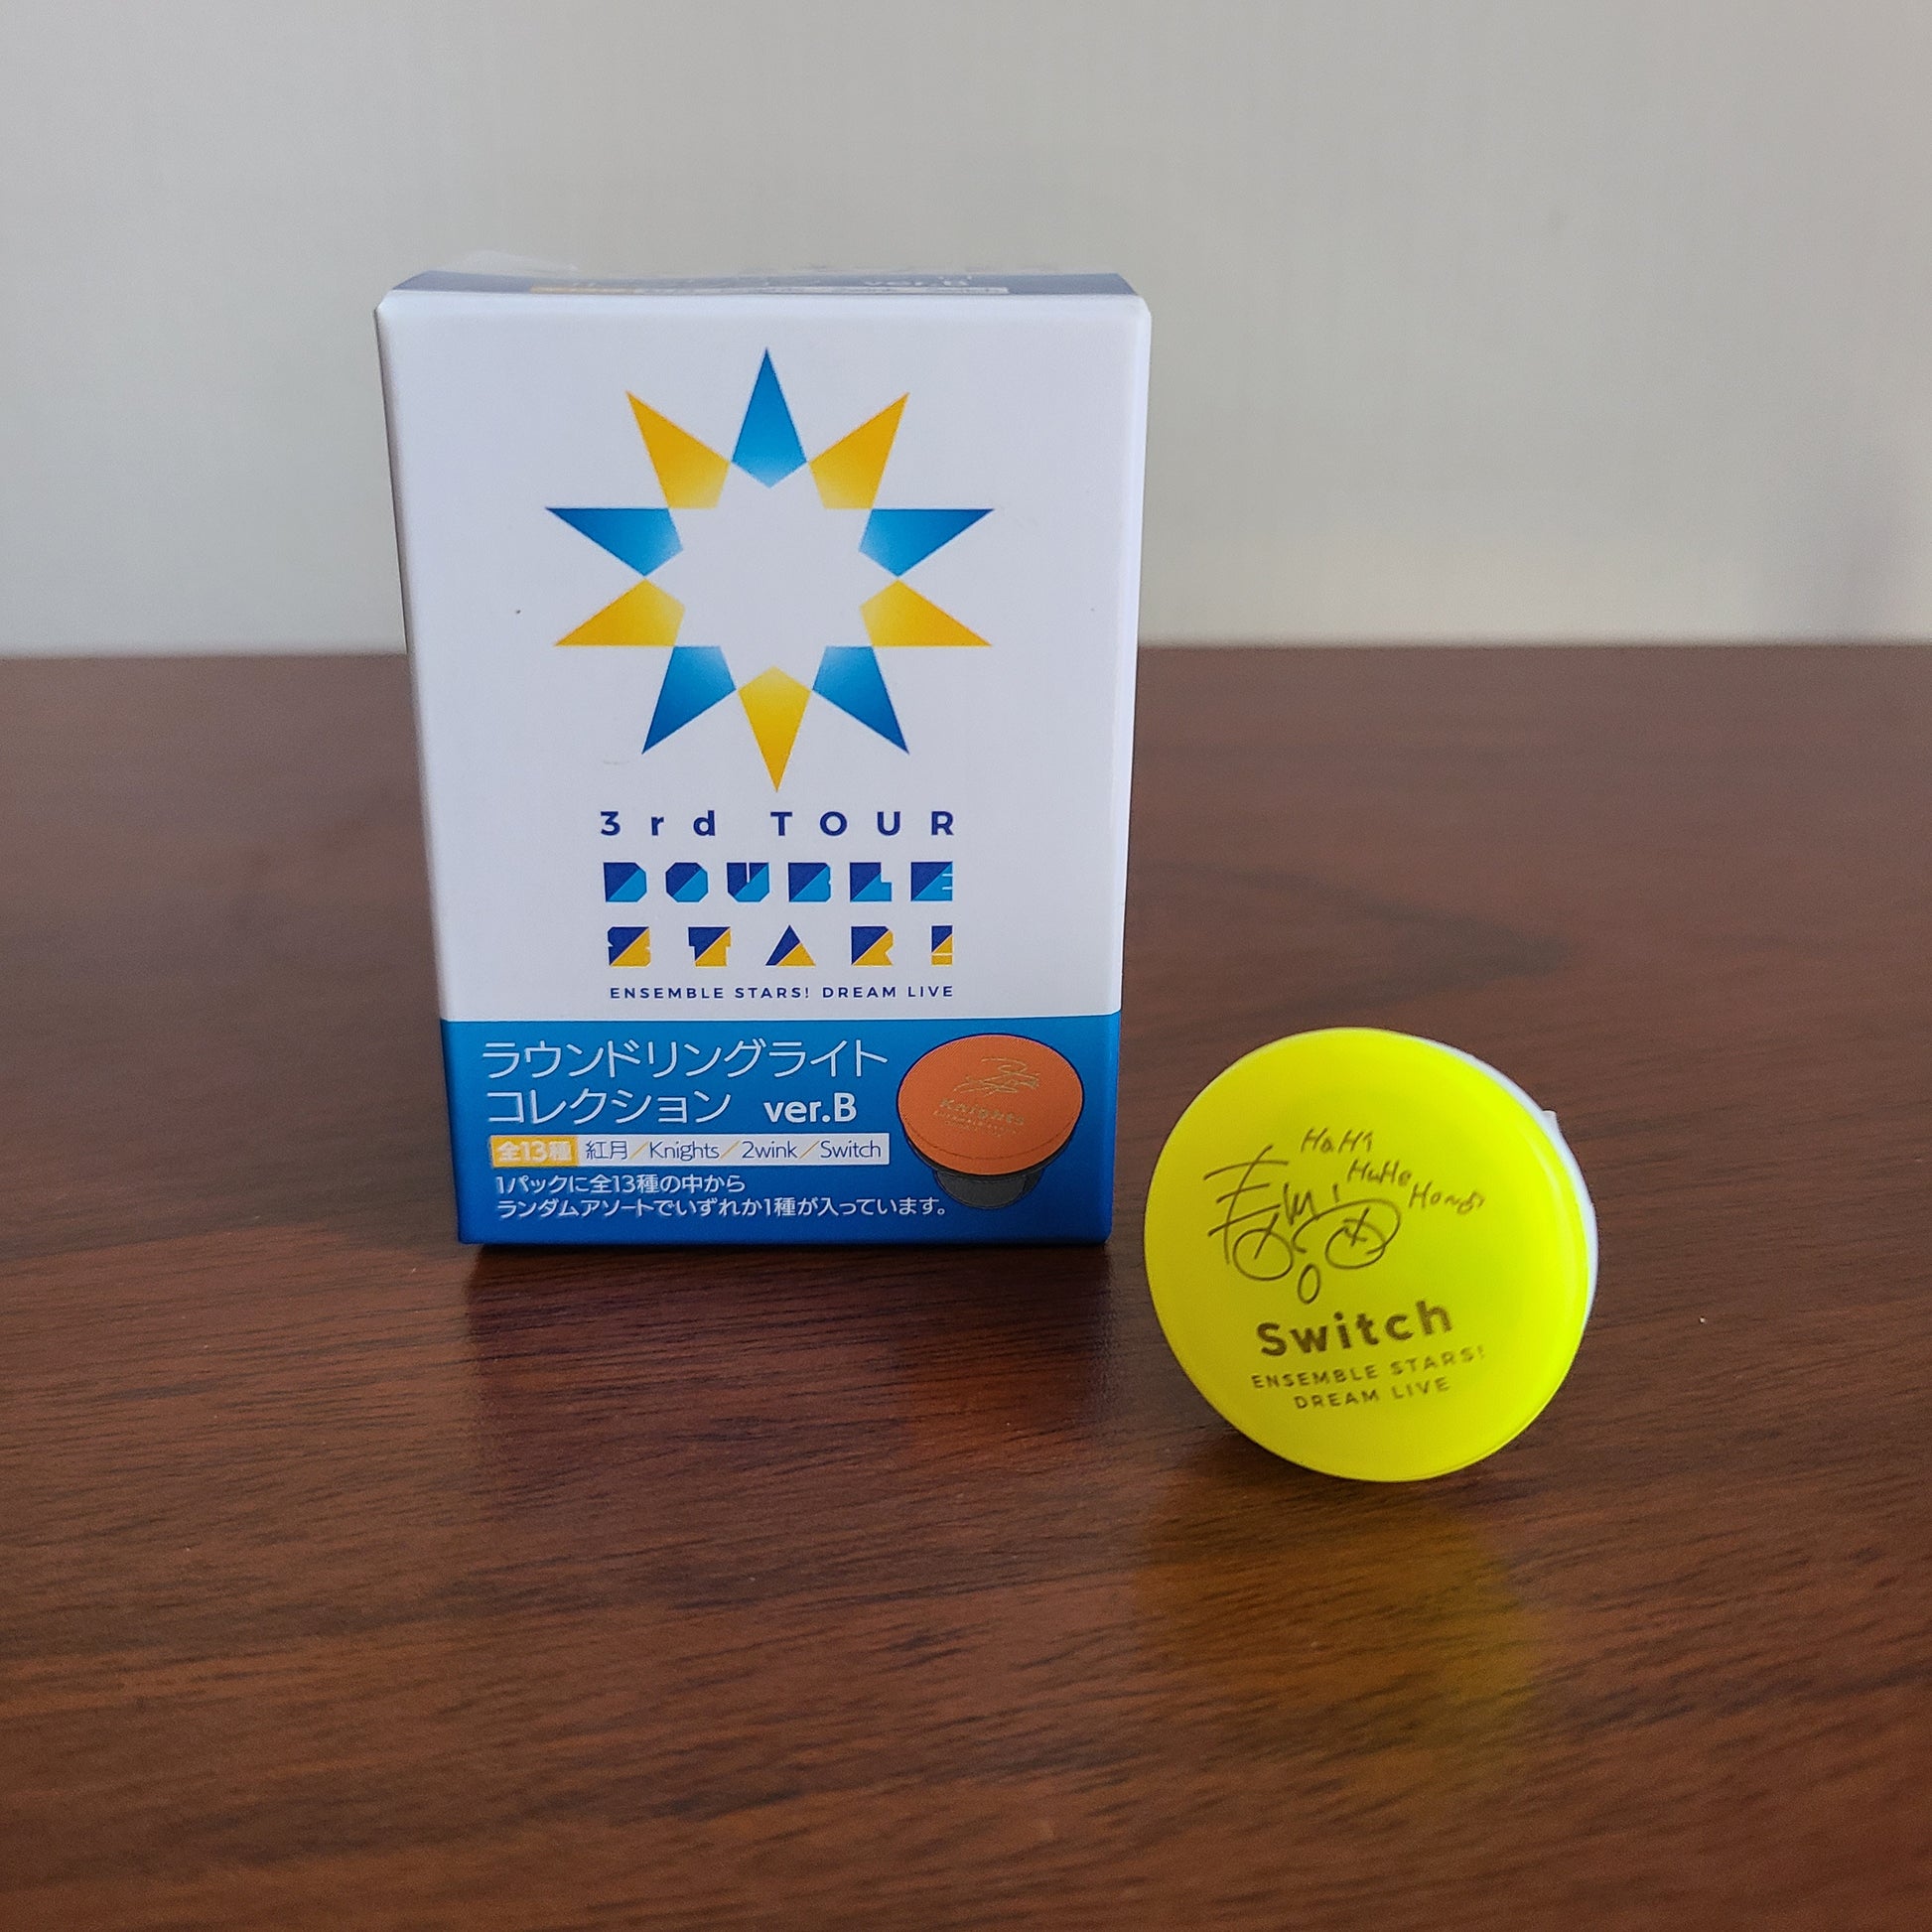 ver.B
3rd TOUR
DOUBLE
STAR!
ENSEMBLE STARS! DREAM LIVE
ラウンドリングライト
コレクション ver.B
全13種 紅月/Knights/2wink/Switch
1パックに全13種の中から
ランダムアソートでいずれか1種が入っています。
Knights
HaHi
HuHe
Switch
ENSEMBLE STARS!
DREAM LIVE